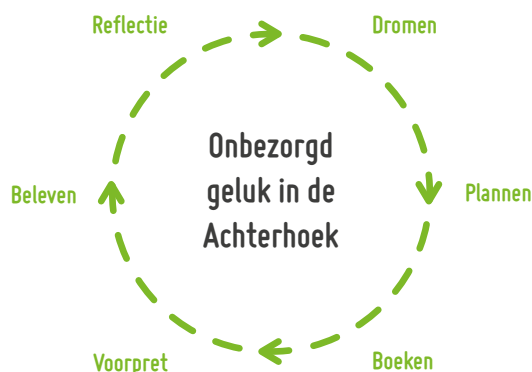 Reflectie
Dromen
Onbezorgd
geluk in de
Achterhoek
Beleven
Plannen
Voorpret
Boeken